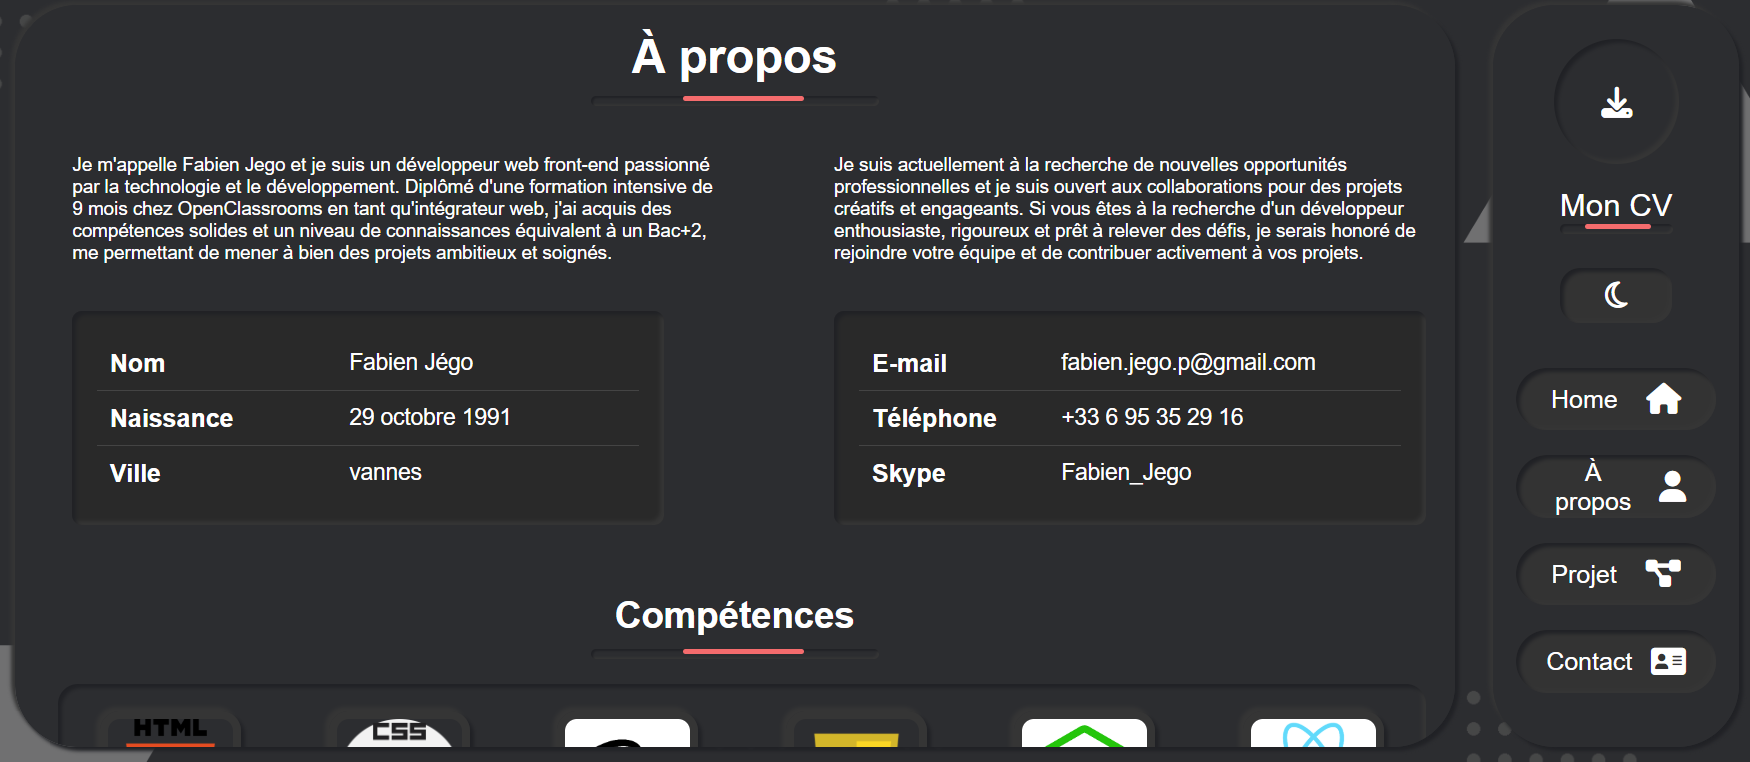 À propos
Je m'appelle Fabien Jego et je suis un développeur web front-end passionné
par la technologie et le développement. Diplômé d'une formation intensive de
9 mois chez OpenClassrooms en tant qu'intégrateur web, j'ai acquis des
compétences solides et un niveau de connaissances équivalent à un Bac+2,
me permettant de mener à bien des projets ambitieux et soignés.
Je suis actuellement à la recherche de nouvelles opportunités
professionnelles et je suis ouvert aux collaborations pour des projets
créatifs et engageants. Si vous êtes à la recherche d'un développeur
enthousiaste, rigoureux et prêt à relever des défis, je serais honoré de
rejoindre votre équipe et de contribuer activement à vos projets.
Nom Fabien Jégo
Naissance 29 octobre 1991
Ville vannes
E-mail fabien.jego.p@gmail.com
Téléphone +33 6 95 35 29 16
Skype Fabien_Jego
Compétences
HTML
CSS
Mon CV
Home
À
propos
Projet
Contact